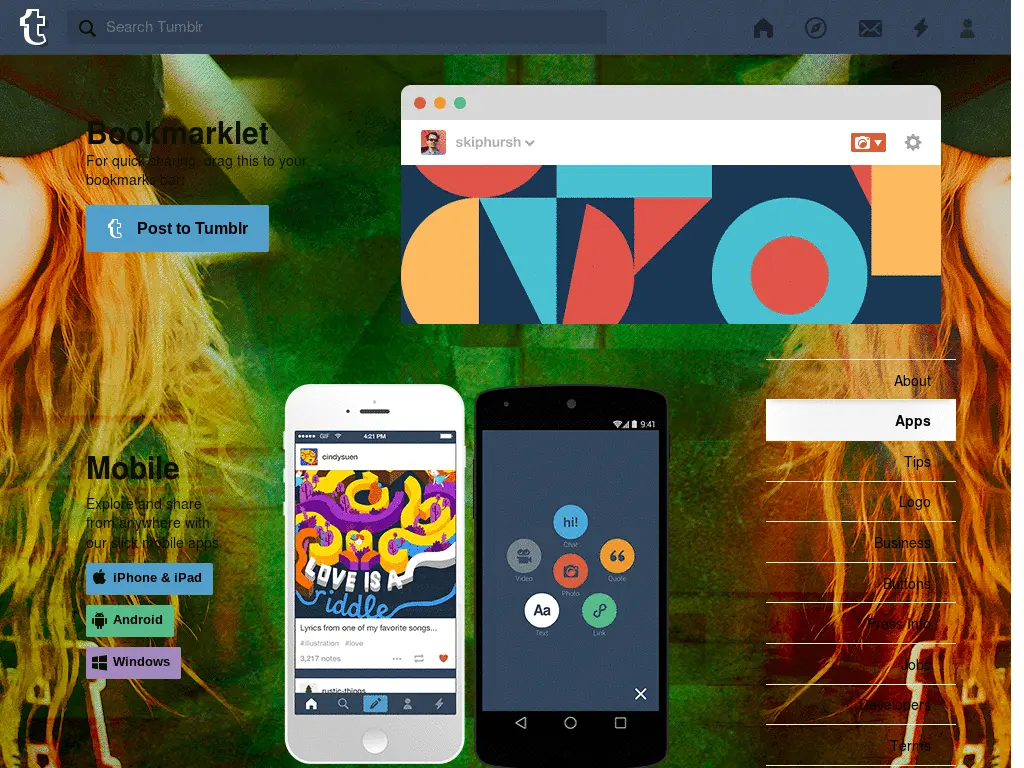 t
Search Tumblr
Bookmarklet
For quick sharing, drag this to your
bookmarks bar:
Post to Tumblr
skiphursh
About
Apps
Tips
Logo
Business
Buttons
Press Info
Jobs
Developers
Terms
Mobile
Explore and share
from anywhere with
our slick mobile apps.
iPhone & iPad
Android
Windows
GIF
4:21 PM
cindysuen
LOVE IS A
riddle
Lyrics from one of my favorite songs...
#illustration #love
3,217 notes
rustic-things
9:41
hi!
Chat
Video
Quote
Photo
Aa
Text
Link